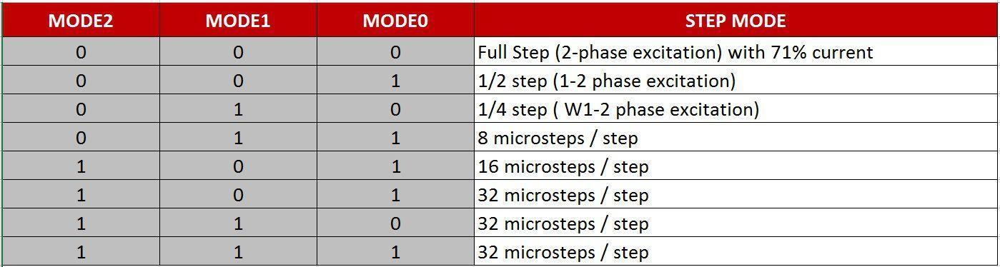 MODE2 MODE1 MODE0 STEP MODE
0 0 0 Full Step (2-phase excitation) with 71% current
0 0 1 1/2 step (1-2 phase excitation)
0 1 0 1/4 step ( W1-2 phase excitation)
0 1 1 8 microsteps / step
1 0 1 16 microsteps / step
1 0 1 32 microsteps / step
1 1 0 32 microsteps / step
1 1 1 32 microsteps / step